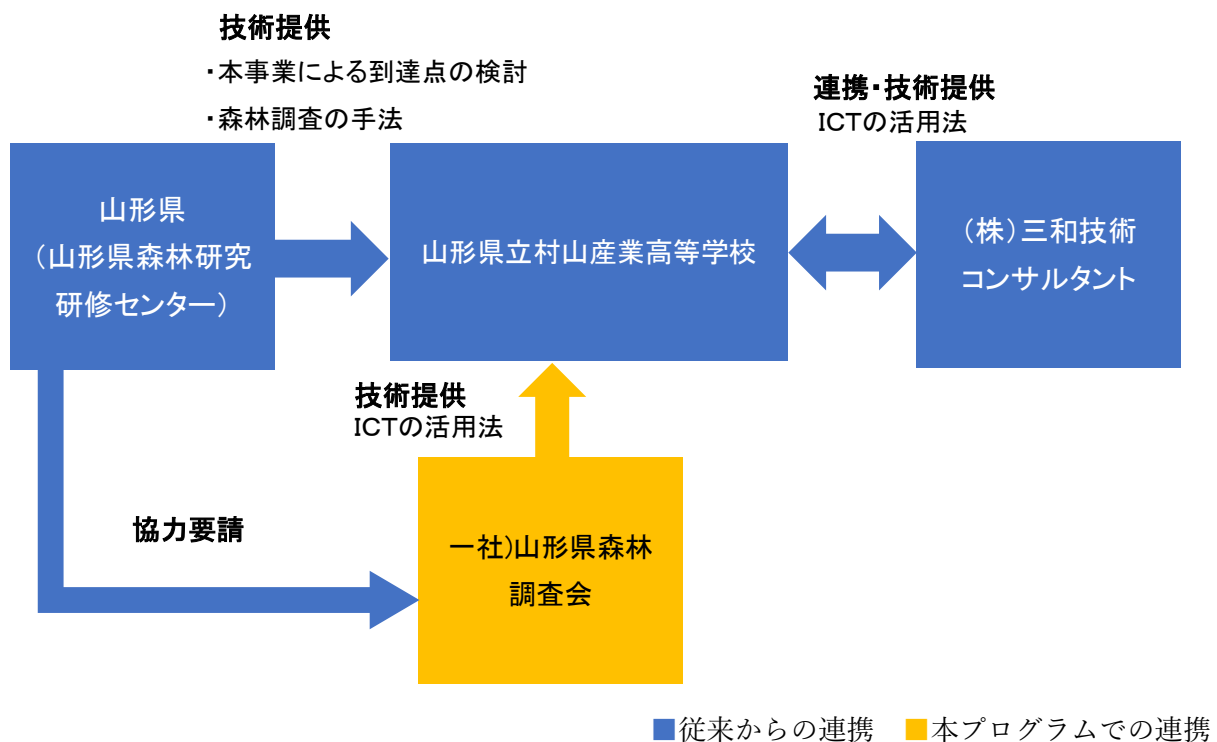 技術提供
・本事業による到達点の検討
・森林調査の手法
連携・技術提供
ICTの活用法
山形県
（山形県森林研究
研修センター）
山形県立村山産業高等学校
（株）三和技術
コンサルタント
技術提供
ICTの活用法
協力要請
一社）山形県森林
調査会
■従来からの連携 ■本プログラムでの連携